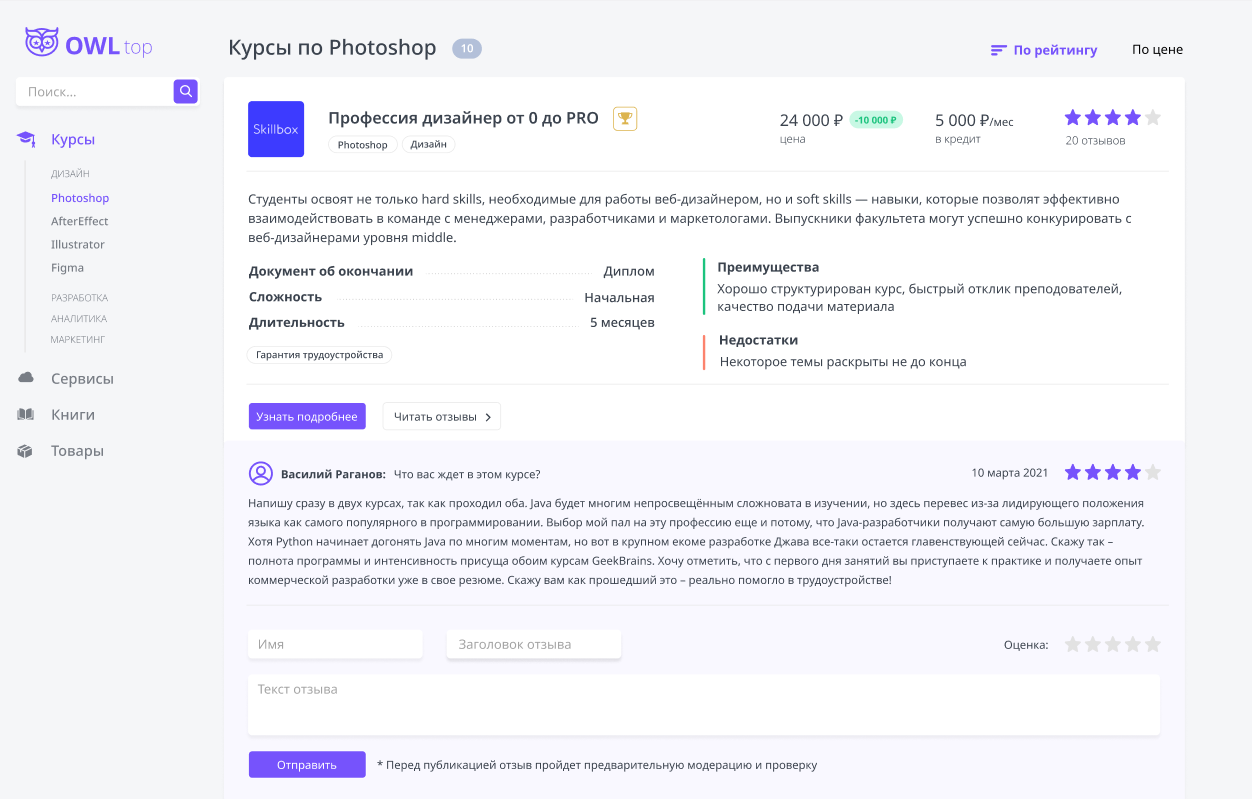 OWL top
Поиск...
Курсы
ДИЗАЙН
Photoshop
AfterEffect
Illustrator
Figma
РАЗРАБОТКА
АНАЛИТИКА
МАРКЕТИНГ
Сервисы
Книги
Товары
Курсы по Photoshop 10
По рейтингу По цене
Skillbox
Профессия дизайнер от 0 до PRO
Photoshop Дизайн
24 000 ₽ -10 000 ₽
цена
5 000 ₽/мес
в кредит
20 отзывов
Студенты освоят не только hard skills, необходимые для работы веб-дизайнером, но и soft skills — навыки, которые позволят эффективно
взаимодействовать в команде с менеджерами, разработчиками и маркетологами. Выпускники факультета могут успешно конкурировать с
веб-дизайнерами уровня middle.
Документ об окончании Диплом
Сложность Начальная
Длительность 5 месяцев
Гарантия трудоустройства
Преимущества
Хорошо структурирован курс, быстрый отклик преподователей,
качество подачи материала
Недостатки
Некоторое темы раскрыты не до конца
Узнать подробнее Читать отзывы
Василий Раганов: Что вас ждет в этом курсе? 10 марта 2021
Напишу сразу в двух курсах, так как проходил оба. Java будет многим непросвещённым сложновата в изучении, но здесь перевес из-за лидирующего положения
языка как самого популярного в программировании. Выбор мой пал на эту профессию еще и потому, что Java-разработчики получают самую большую зарплату.
Хотя Python начинает догонять Java по многим моментам, но вот в крупном екоме разработке Джава все-таки остается главенствующей сейчас. Скажу так –
полнота программы и интенсивность присуща обоим курсам GeekBrains. Хочу отметить, что с первого дня занятий вы приступаете к практике и получаете опыт
коммерческой разработки уже в свое резюме. Скажу вам как прошедший это – реально помогло в трудоустройстве!
Имя Заголовок отзыва Оценка:
Текст отзыва
Отправить * Перед публикацией отзыв пройдет предварительную модерацию и проверку